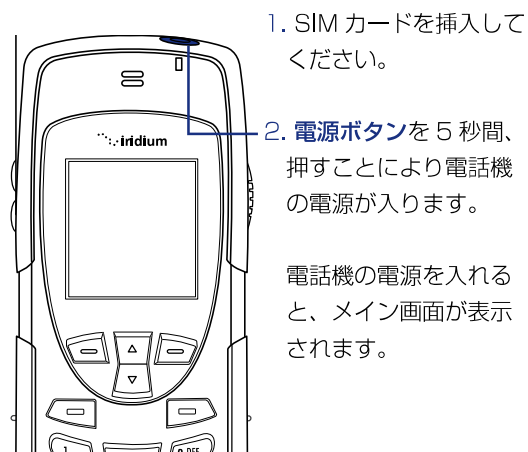 1. SIM カードを挿入して
ください。
2. 電源ボタンを 5 秒間、
押すことにより電話機
の電源が入ります。
電話機の電源を入れる
と、メイン画面が表示
されます。
iridium
1
DEF